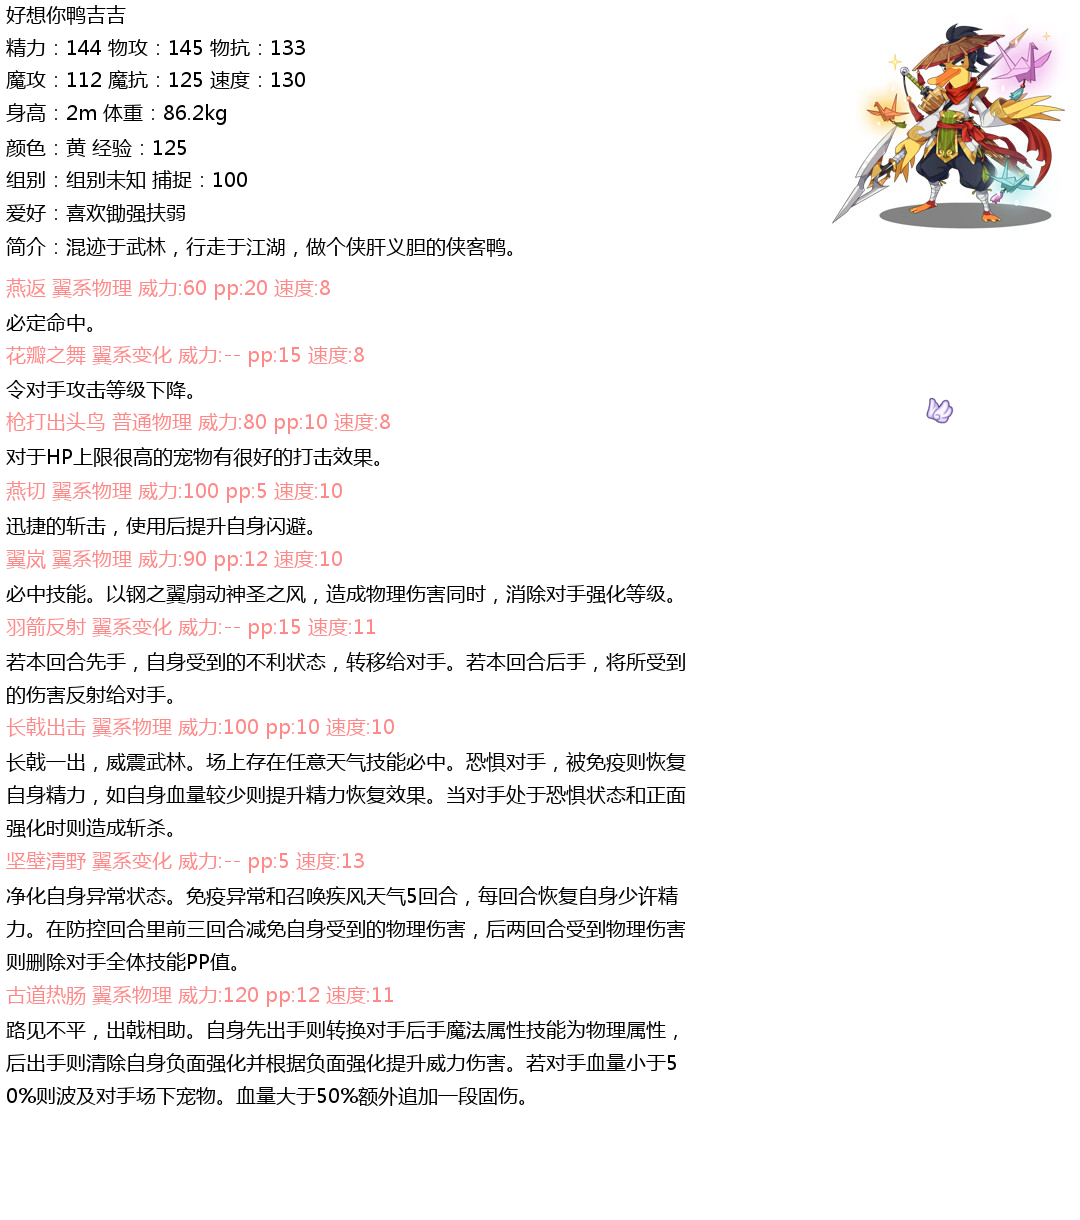 好想你鸭吉吉
精力：144 物攻：145 物抗：133
魔攻：112 魔抗：125 速度：130
身高：2m 体重：86.2kg
颜色：黄 经验：125
组别：组别未知 捕捉：100
爱好：喜欢锄强扶弱
简介：混迹于武林，行走于江湖，做个侠肝义胆的侠客鸭。
燕返 翼系物理 威力:60 pp:20 速度:8
必定命中。
花瓣之舞 翼系变化 威力:-- pp:15 速度:8
令对手攻击等级下降。
枪打出头鸟 普通物理 威力:80 pp:10 速度:8
对于HP上限很高的宠物有很好的打击效果。
燕切 翼系物理 威力:100 pp:5 速度:10
迅捷的斩击，使用后提升自身闪避。
翼岚 翼系物理 威力:90 pp:12 速度:10
必中技能。以钢之翼扇动神圣之风，造成物理伤害同时，消除对手强化等级。
羽箭反射 翼系变化 威力:-- pp:15 速度:11
若本回合先手，自身受到的不利状态，转移给对手。若本回合后手，将所受到
的伤害反射给对手。
长戟出击 翼系物理 威力:100 pp:10 速度:10
长戟一出，威震武林。场上存在任意天气技能必中。恐惧对手，被免疫则恢复
自身精力，如自身血量较少则提升精力恢复效果。当对手处于恐惧状态和正面
强化时则造成斩杀。
坚壁清野 翼系变化 威力:-- pp:5 速度:13
净化自身异常状态。免疫异常和召唤疾风天气5回合，每回合恢复自身少许精
力。在防控回合里前三回合减免自身受到的物理伤害，后两回合受到物理伤害
则删除对手全体技能PP值。
古道热肠 翼系物理 威力:120 pp:12 速度:11
路见不平，出戟相助。自身先出手则转换对手后手魔法属性技能为物理属性，
后出手则清除自身负面强化并根据负面强化提升威力伤害。若对手血量小于5
0%则波及对手场下宠物。血量大于50%额外追加一段固伤。